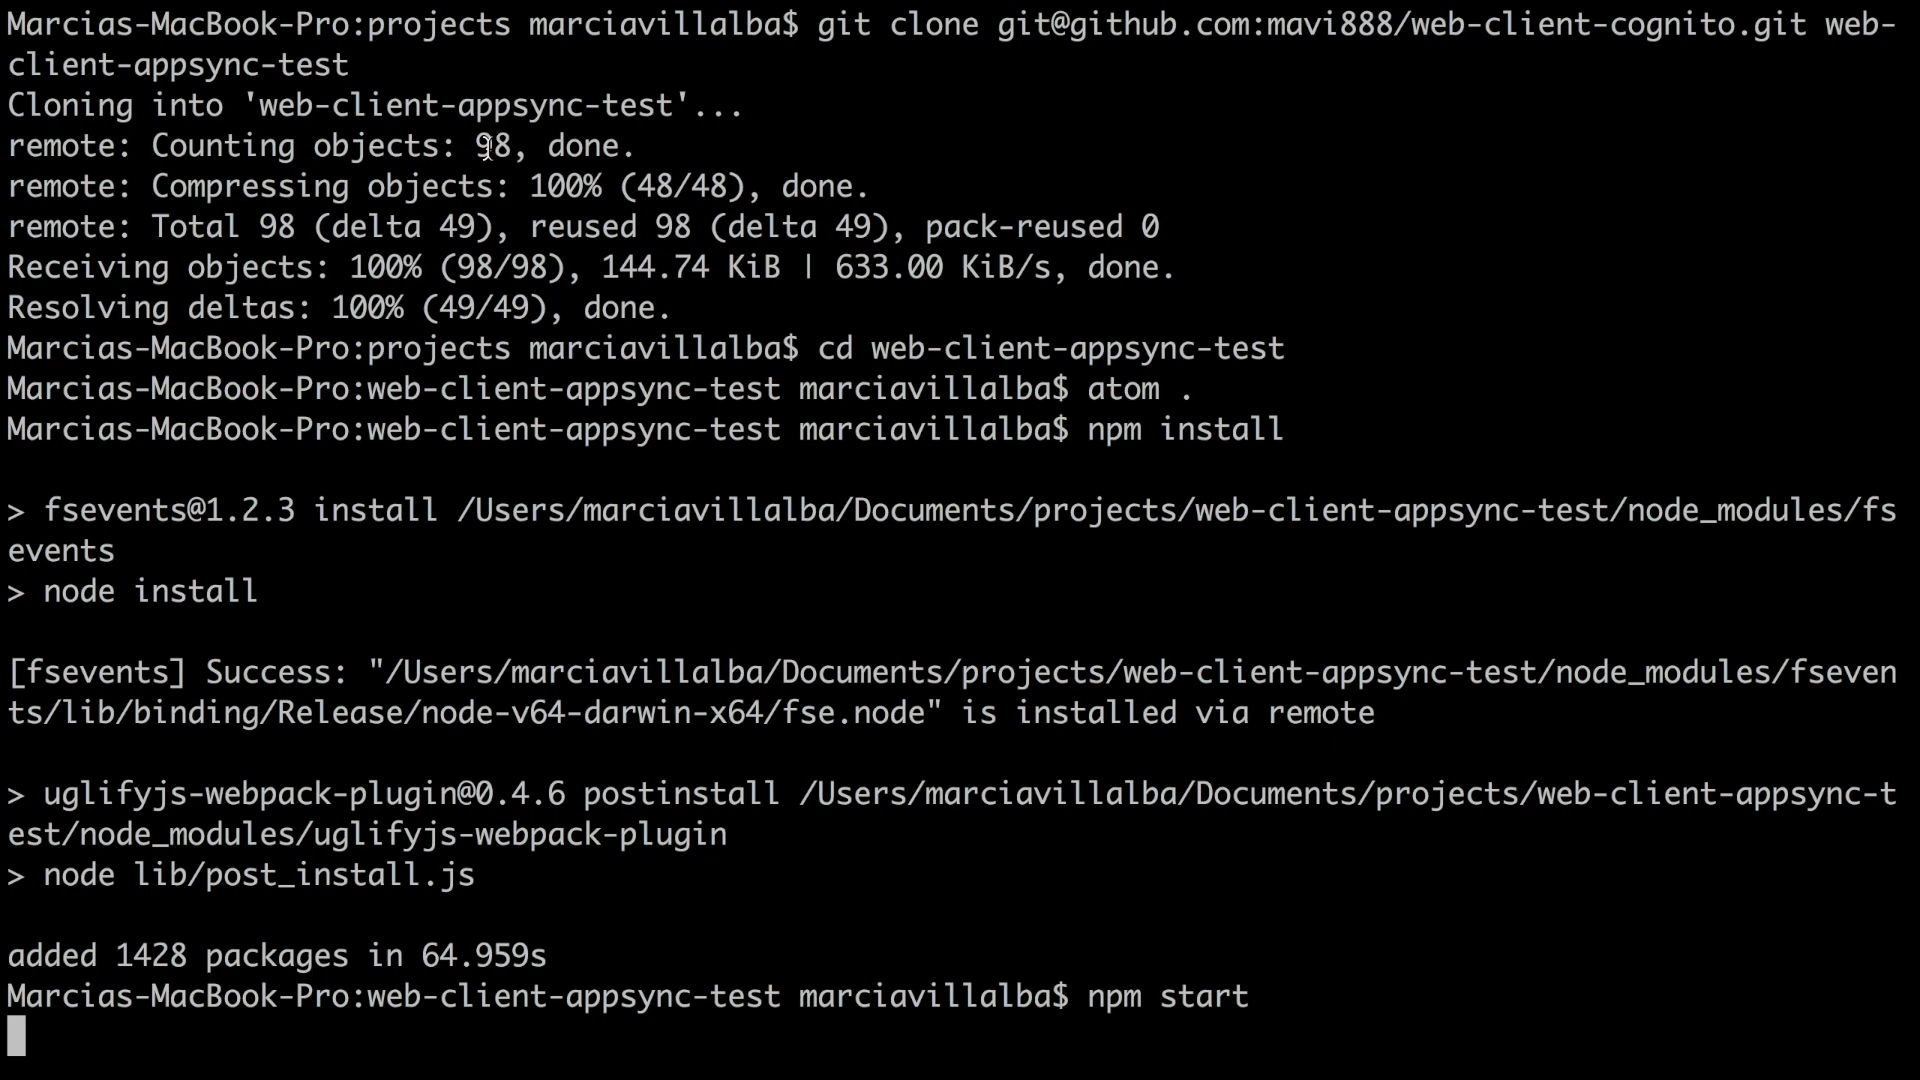 Marcias-MacBook-Pro:projects marciavillalba$ git clone git@github.com:mavi888/web-client-cognito.git web-
client-appsync-test
Cloning into 'web-client-appsync-test'...
remote: Counting objects: 98, done.
remote: Compressing objects: 100% (48/48), done.
remote: Total 98 (delta 49), reused 98 (delta 49), pack-reused 0
Receiving objects: 100% (98/98), 144.74 KiB | 633.00 KiB/s, done.
Resolving deltas: 100% (49/49), done.
Marcias-MacBook-Pro:projects marciavillalba$ cd web-client-appsync-test
Marcias-MacBook-Pro:web-client-appsync-test marciavillalba$ atom .
Marcias-MacBook-Pro:web-client-appsync-test marciavillalba$ npm install
> fsevents@1.2.3 install /Users/marciavillalba/Documents/projects/web-client-appsync-test/node_modules/fs
events
> node install
[fsevents] Success: "/Users/marciavillalba/Documents/projects/web-client-appsync-test/node_modules/fseven
ts/lib/binding/Release/node-v64-darwin-x64/fse.node" is installed via remote
> uglifyjs-webpack-plugin@0.4.6 postinstall /Users/marciavillalba/Documents/projects/web-client-appsync-t
est/node_modules/uglifyjs-webpack-plugin
> node lib/post_install.js
added 1428 packages in 64.959s
Marcias-MacBook-Pro:web-client-appsync-test marciavillalba$ npm start